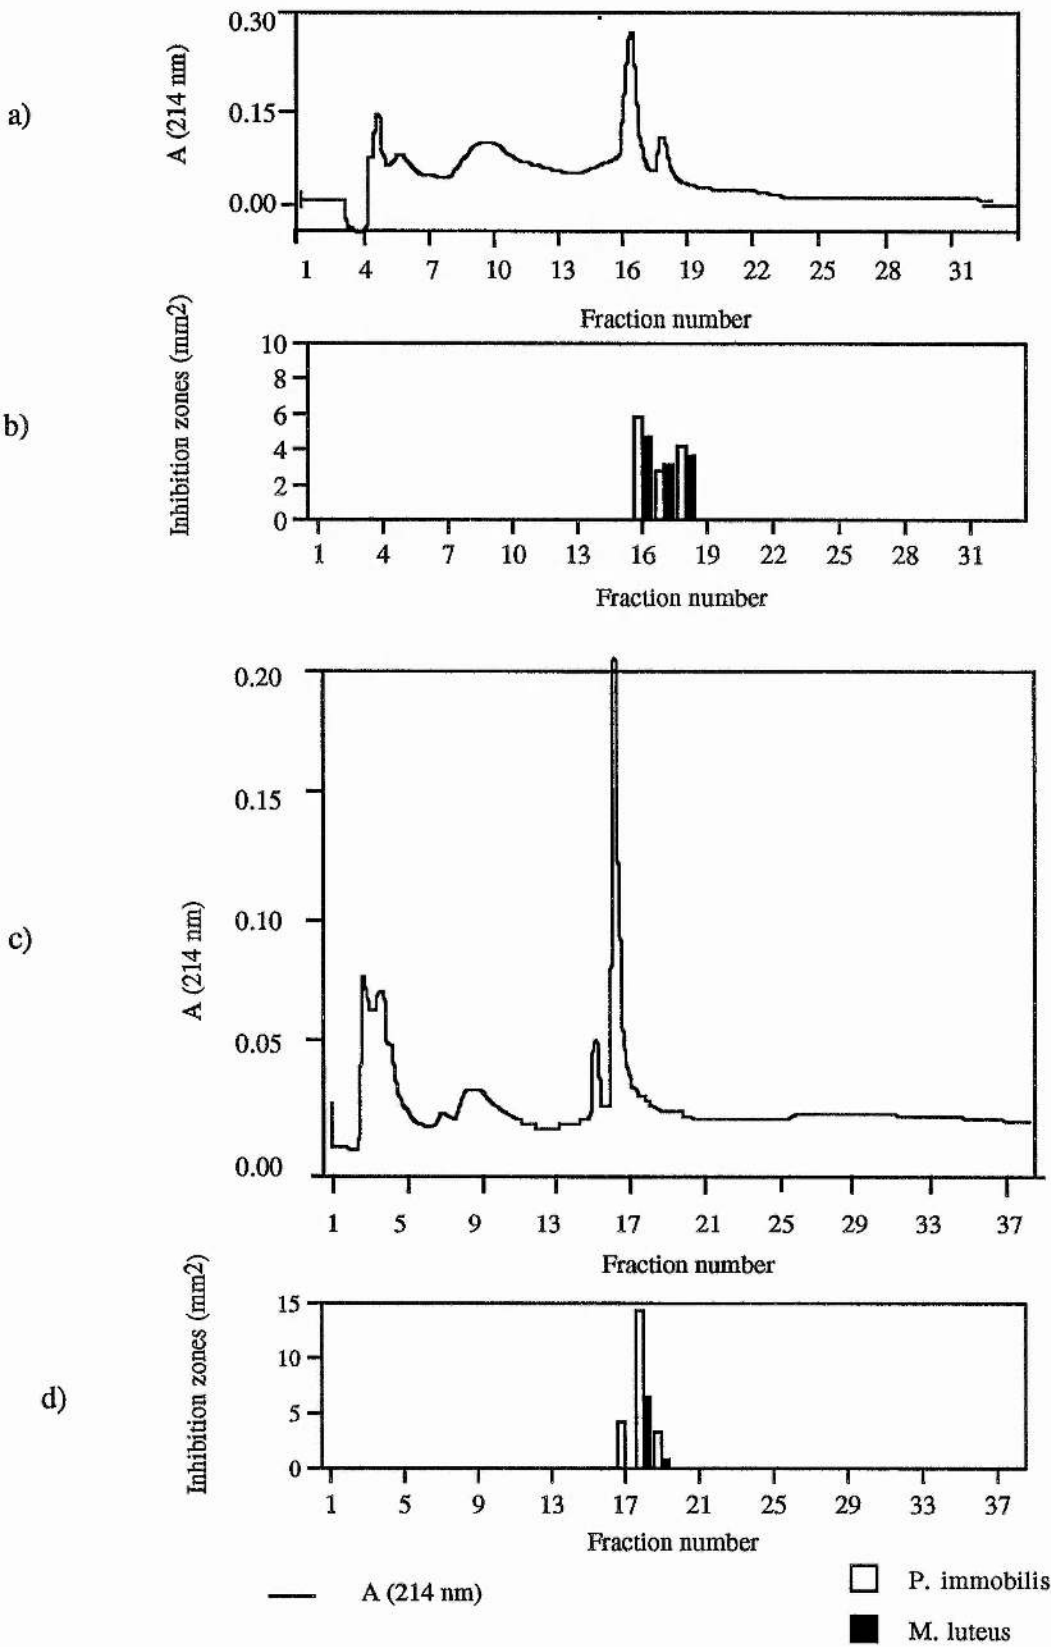 a)
A (214 nm)
0.30
0.15
0.00
1 4 7 10 13 16 19 22 25 28 31
Fraction number
b)
Inhibition zones (mm2)
10
8
6
4
2
0
1 4 7 10 13 16 19 22 25 28 31
Fraction number
c)
A (214 nm)
0.20
0.15
0.10
0.05
0.00
1 5 9 13 17 21 25 29 33 37
Fraction number
d)
Inhibition zones (mm2)
15
10
5
0
1 5 9 13 17 21 25 29 33 37
Fraction number
A (214 nm)
P. immobilis
M. luteus